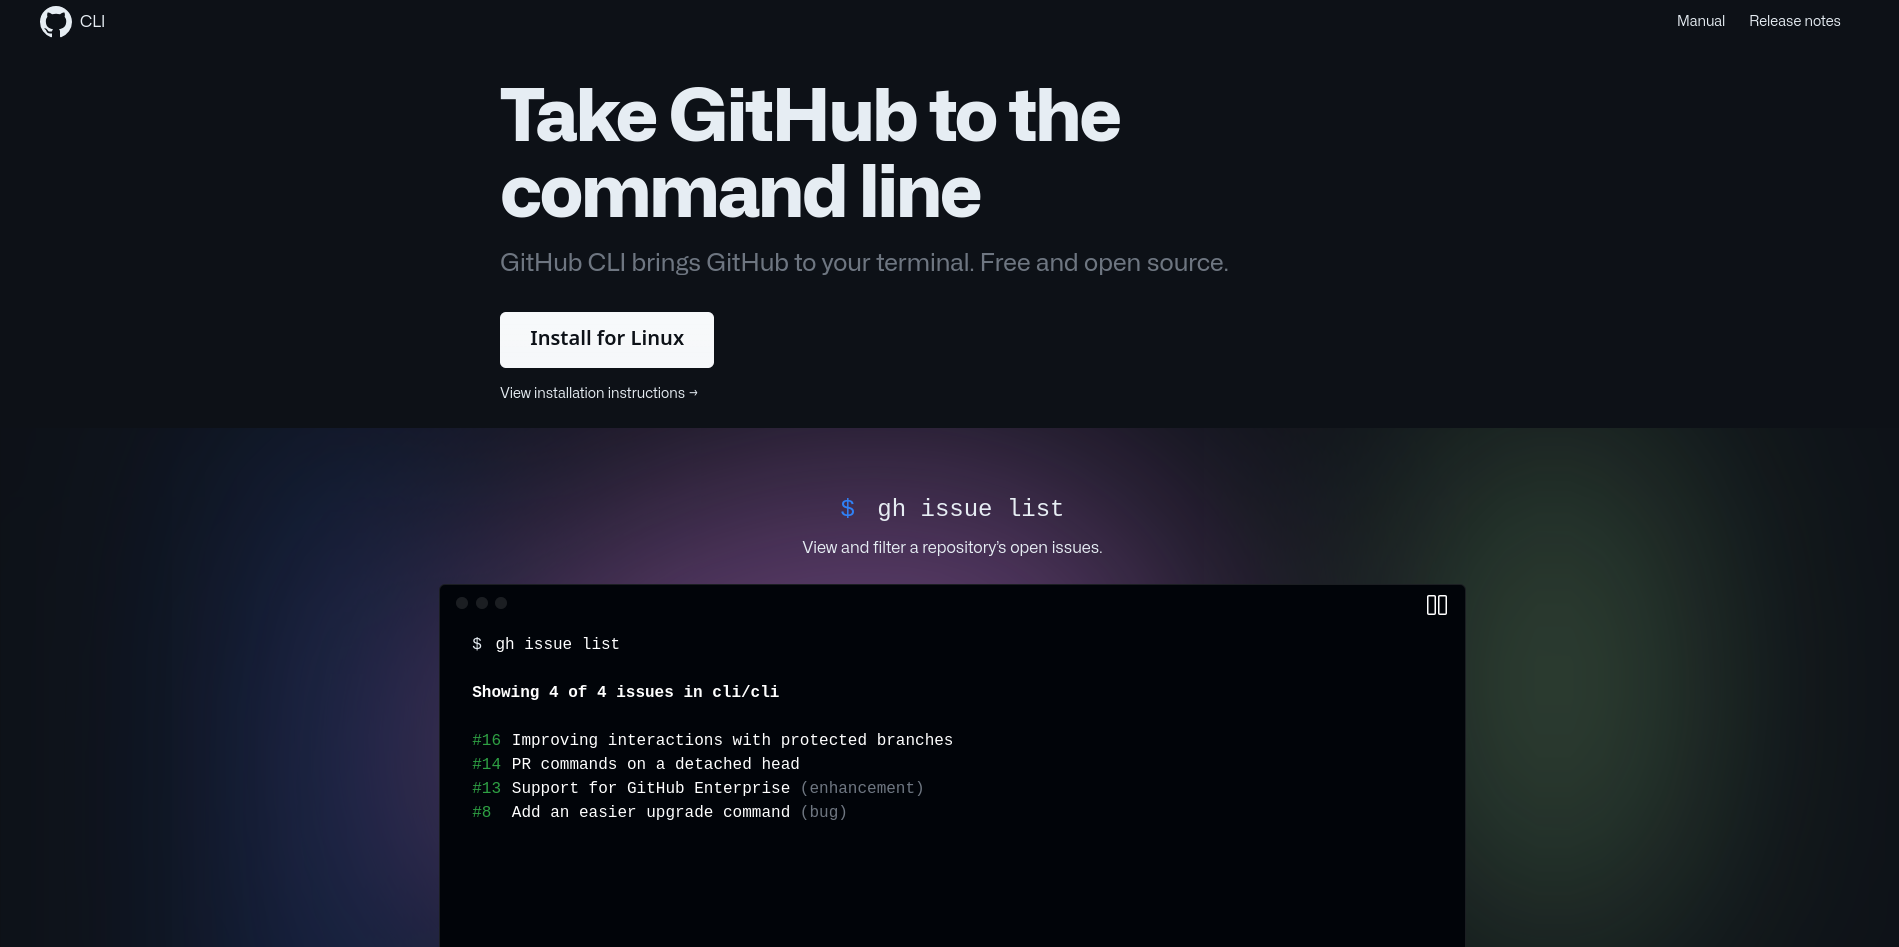 CLI
Manual
Release notes
Take GitHub to the
command line
GitHub CLI brings GitHub to your terminal. Free and open source.
Install for Linux
View installation instructions →
$ gh issue list
View and filter a repository’s open issues.
$ gh issue list
Showing 4 of 4 issues in cli/cli
#16 Improving interactions with protected branches
#14 PR commands on a detached head
#13 Support for GitHub Enterprise (enhancement)
#8 Add an easier upgrade command (bug)